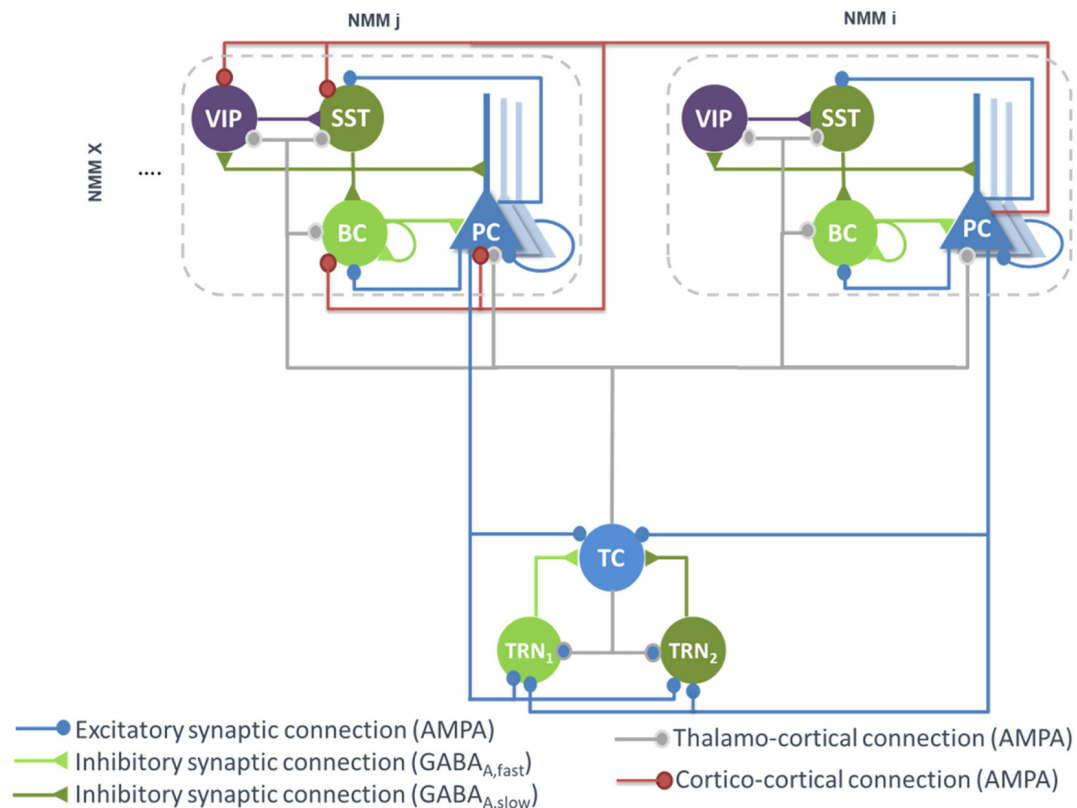 NMM j
NMM i
VIP
SST
VIP
SST
NMM X
....
BC
PC
BC
PC
TC
TRN1
TRN2
Excitatory synaptic connection (AMPA)
Inhibitory synaptic connection (GABAA,fast)
Inhibitory synaptic connection (GABAA,slow)
Thalamo-cortical connection (AMPA)
Cortico-cortical connection (AMPA)